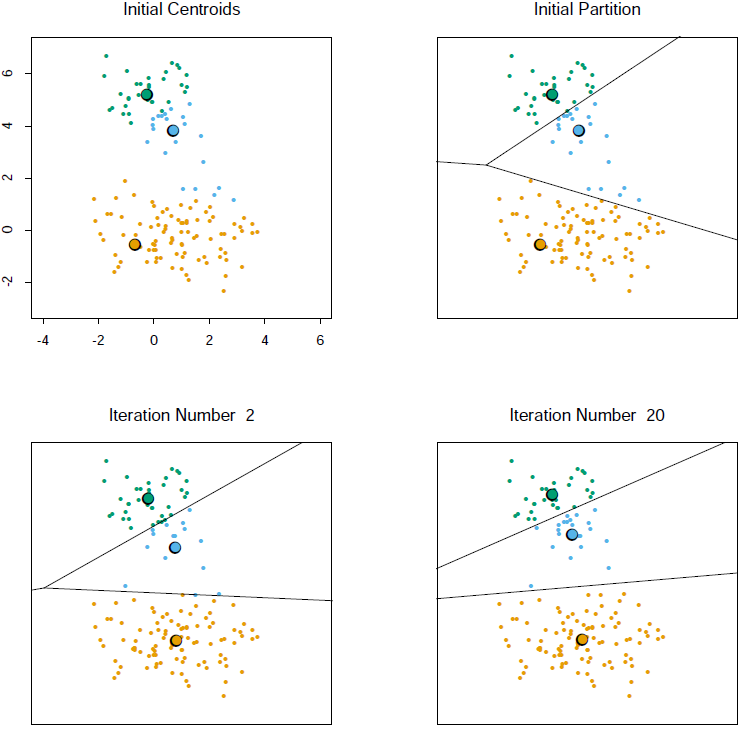 Initial Centroids
Initial Partition
6
4
2
0
-2
-4 -2 0 2 4 6
Iteration Number 2
Iteration Number 20